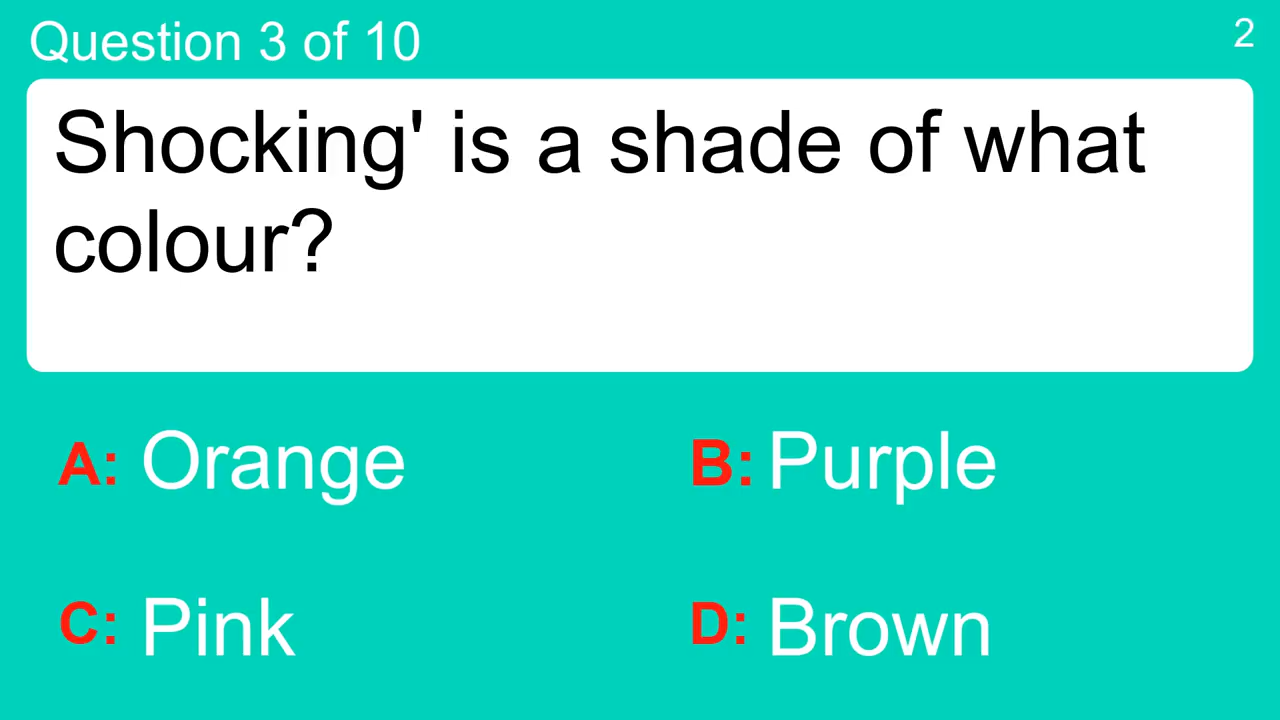 Question 3 of 10
2
Shocking' is a shade of what
colour?
A: Orange
B: Purple
C: Pink
D: Brown